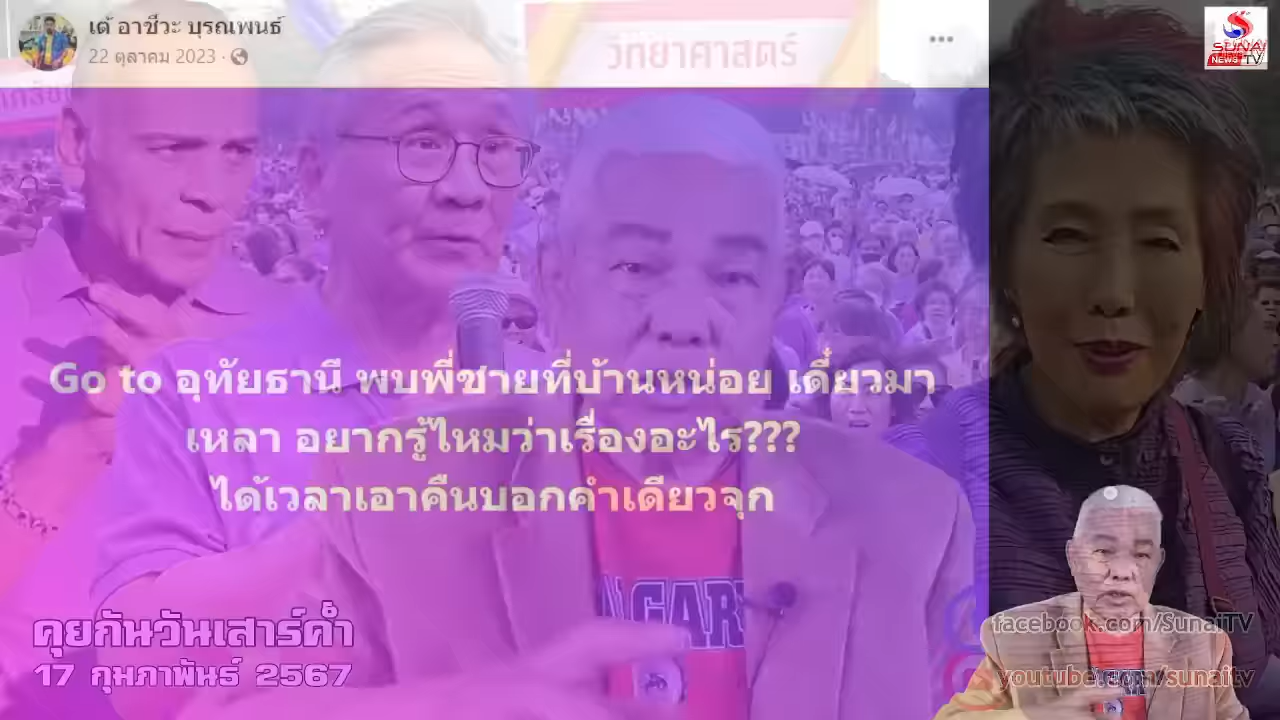 เต้ อาชีวะ บุรณเพนธ์
22 ตุลาคม 2023
วิทยาศาสตร์
SUNAI
NEWS TV
Go to อุทัยธานี พบพี่ชายที่บ้านหน่อย เดี๋ยวมา
เหลา อยากรู้ไหมว่าเรื่องอะไร???
ได้เวลาเอาคืนบอกคำเดียวจุก
คุยกันวันเสาร์ค่ำ
17 กุมภาพันธ์ 2567
facebook.com/SunaiTV
youtube.com/sunaitv